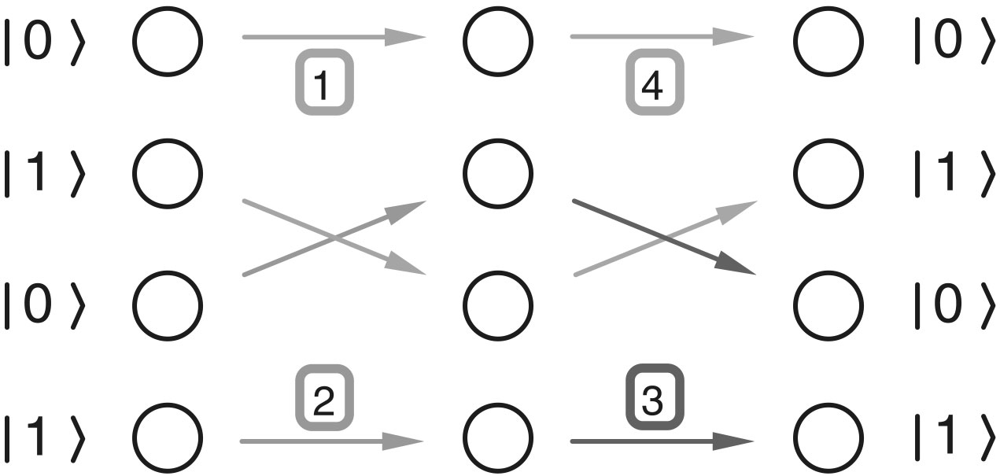 |0⟩ 1 4 |0⟩
|1⟩ |1⟩
|0⟩ |0⟩
2 3
|1⟩ |1⟩